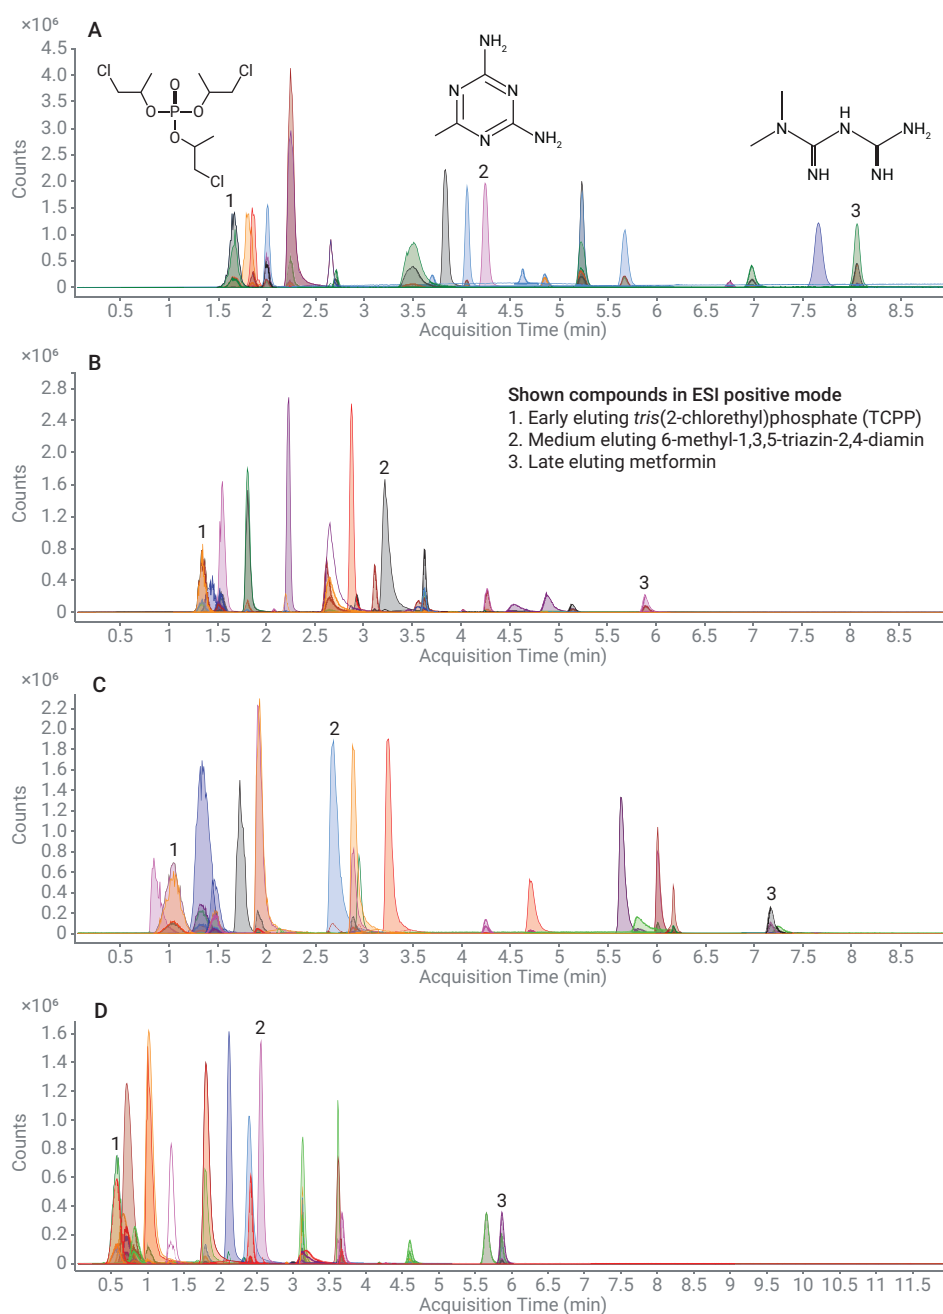 ×10⁶
A
4.5
4
3.5
3.0
2.5
2.0
1.5
1.0
0.5
0
Counts
Cl
O
Cl
O
P
O
O
Cl
1
NH₂
N
N
N
NH₂
2
H
N
N
NH₂
NH
NH
3
0.5 1 1.5 2 2.5 3 3.5 4 4.5 5 5.5 6 6.5 7 7.5 8 8.5
Acquisition Time (min)
×10⁶
B
2.8
2.4
2.0
1.6
1.2
0.8
0.4
0
Counts
Shown compounds in ESI positive mode
1. Early eluting tris(2-chlorethyl)phosphate (TCPP)
2. Medium eluting 6-methyl-1,3,5-triazin-2,4-diamin
3. Late eluting metformin
1
2
3
0.5 1 1.5 2 2.5 3 3.5 4 4.5 5 5.5 6 6.5 7 7.5 8 8.5
Acquisition Time (min)
×10⁶
C
2.2
2.0
1.8
1.6
1.4
1.2
1.0
0.8
0.6
0.4
0.2
0
Counts
1
2
3
0.5 1 1.5 2 2.5 3 3.5 4 4.5 5 5.5 6 6.5 7 7.5 8 8.5
Acquisition Time (min)
×10⁶
D
1.6
1.4
1.2
1.0
0.8
0.6
0.4
0.2
0
Counts
1
2
3
0.5 1 1.5 2 2.5 3 3.5 4 4.5 5 5.5 6 6.5 7 7.5 8 8.5 9 9.5 10 10.5 11 11.5
Acquisition Time (min)